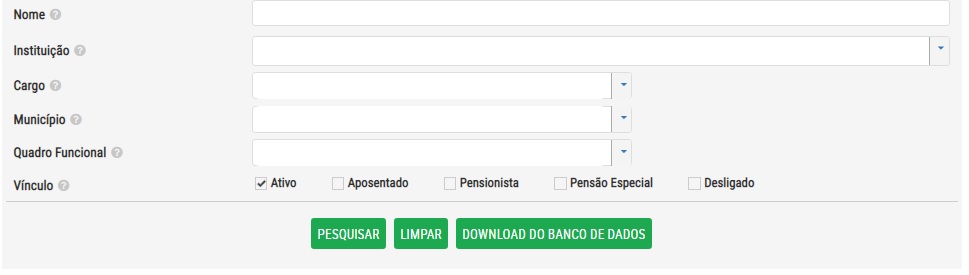 Nome ?
Instituição ?
Cargo ?
Município ?
Quadro Funcional ?
Vínculo ? Ativo Aposentado Pensionista Pensão Especial Desligado
PESQUISAR LIMPAR DOWNLOAD DO BANCO DE DADOS